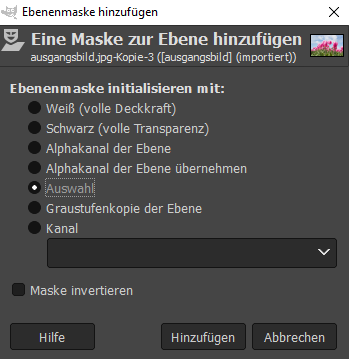 Ebenenmaske hinzufügen
Eine Maske zur Ebene hinzufügen
ausgangsbild.jpg-Kopie-3 ([ausgangsbild] (importiert))
Ebenenmaske initialisieren mit:
Weiß (volle Deckkraft)
Schwarz (volle Transparenz)
Alphakanal der Ebene
Alphakanal der Ebene übernehmen
Auswahl
Graustufenkopie der Ebene
Kanal
Maske invertieren
Hilfe Hinzufügen Abbrechen